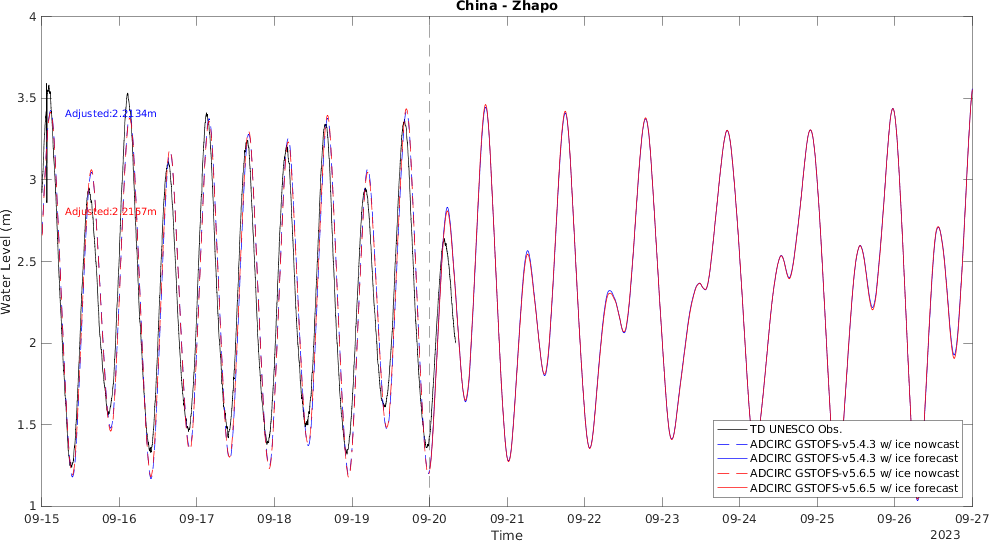 China - Zhapo
4
3.5
3
2.5
2
1.5
1
Water Level (m)
Adjusted:2.2134m
Adjusted:2.2167m
TD UNESCO Obs.
ADCIRC GSTOFS-v5.4.3 w/ ice nowcast
ADCIRC GSTOFS-v5.4.3 w/ ice forecast
ADCIRC GSTOFS-v5.6.5 w/ ice nowcast
ADCIRC GSTOFS-v5.6.5 w/ ice forecast
09-15 09-16 09-17 09-18 09-19 09-20 09-21 09-22 09-23 09-24 09-25 09-26 09-27
Time
2023